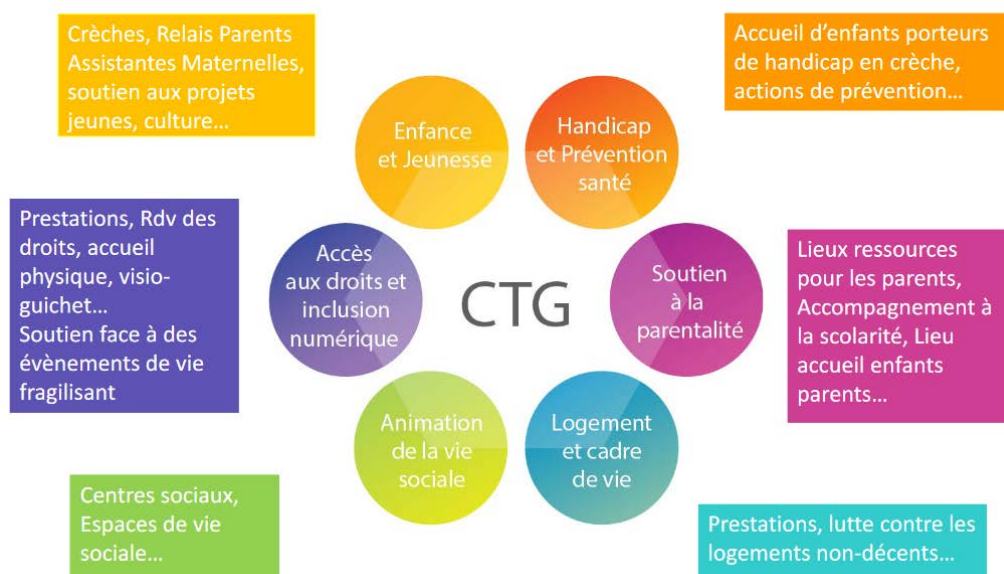 Crèches, Relais Parents
Assistantes Maternelles,
soutien aux projets
jeunes, culture…
Enfance
et Jeunesse
Handicap
et Prévention
santé
Accueil d’enfants porteurs
de handicap en crèche,
actions de prévention…
Prestations, Rdv des
droits, accueil
physique, visio-
guichet…
Soutien face à des
évènements de vie
fragilisant
Accès
aux droits et
inclusion
numérique
CTG
Soutien
à la
parentalité
Lieux ressources
pour les parents,
Accompagnement à
la scolarité, Lieu
accueil enfants
parents…
Animation
de la vie
sociale
Logement
et cadre
de vie
Centres sociaux,
Espaces de vie
sociale…
Prestations, lutte contre les
logements non-décents…